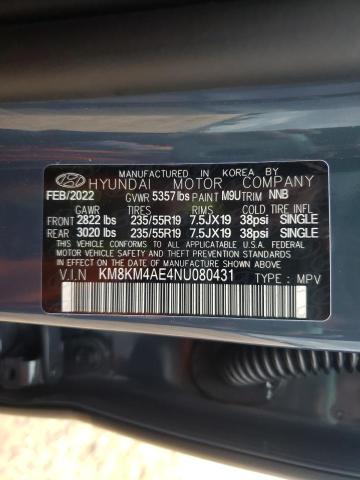 MANUFACTURED IN KOREA BY
HYUNDAI MOTOR COMPANY
FEB/2022 GVWR 5357 lbs PAINT M9U TRIM NNB
GAWR TIRES RIMS COLD TIRE INFL PSI
FRONT 2822 lbs 235/55R19 7.5JX19 38psi SINGLE
REAR 3020 lbs 235/55R19 7.5JX19 38psi SINGLE
THIS VEHICLE CONFORMS TO ALL APPLICABLE U.S.A. FEDERAL MOTOR VEHICLE
SAFETY, BUMPER, AND THEFT PREVENTION STANDARDS
IN EFFECT ON THE DATE OF MANUFACTURE SHOWN ABOVE.
V.I.N KM8KM4AE4NU080431
TYPE : MPV